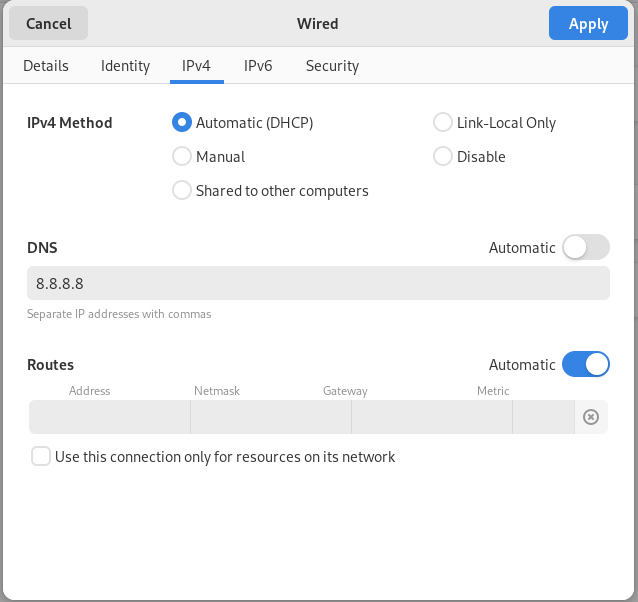 Cancel Wired Apply
Details Identity IPv4 IPv6 Security
IPv4 Method Automatic (DHCP) Link-Local Only
Manual Disable
Shared to other computers
DNS Automatic
8.8.8.8
Separate IP addresses with commas
Routes Automatic
Address Netmask Gateway Metric
Use this connection only for resources on its network